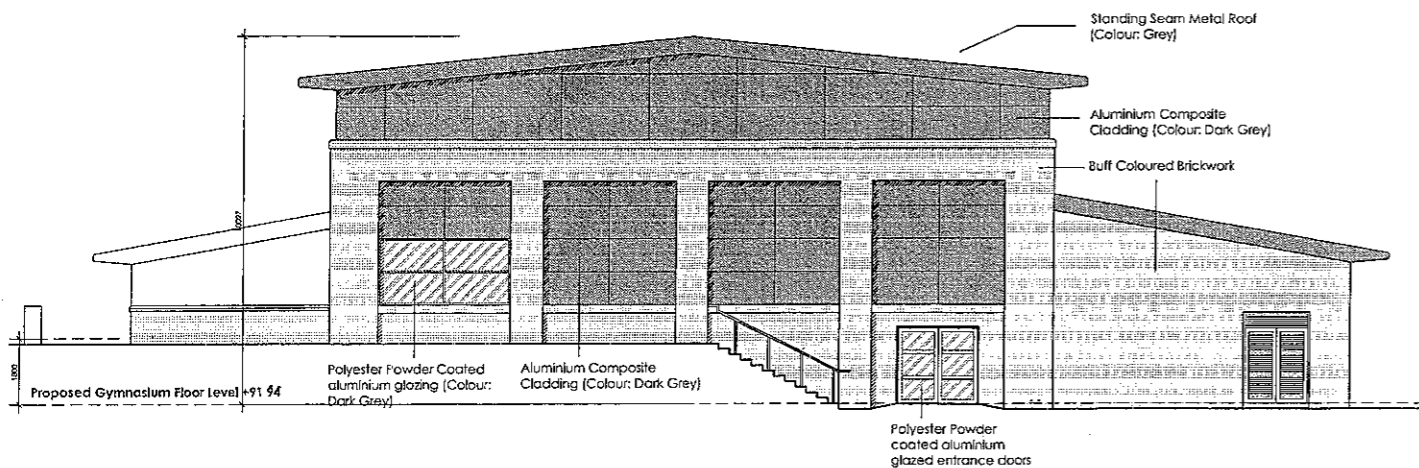 Standing Seam Metal Roof
(Colour: Grey)
Aluminium Composite
Cladding (Colour: Dark Grey)
Buff Coloured Brickwork
Polyester Powder Coated
aluminium glazing (Colour:
Dark Grey)
Aluminium Composite
Cladding (Colour: Dark Grey)
1800
Proposed Gymnasium Floor Level +91 94
Polyester Powder
coated aluminium
glazed entrance doors